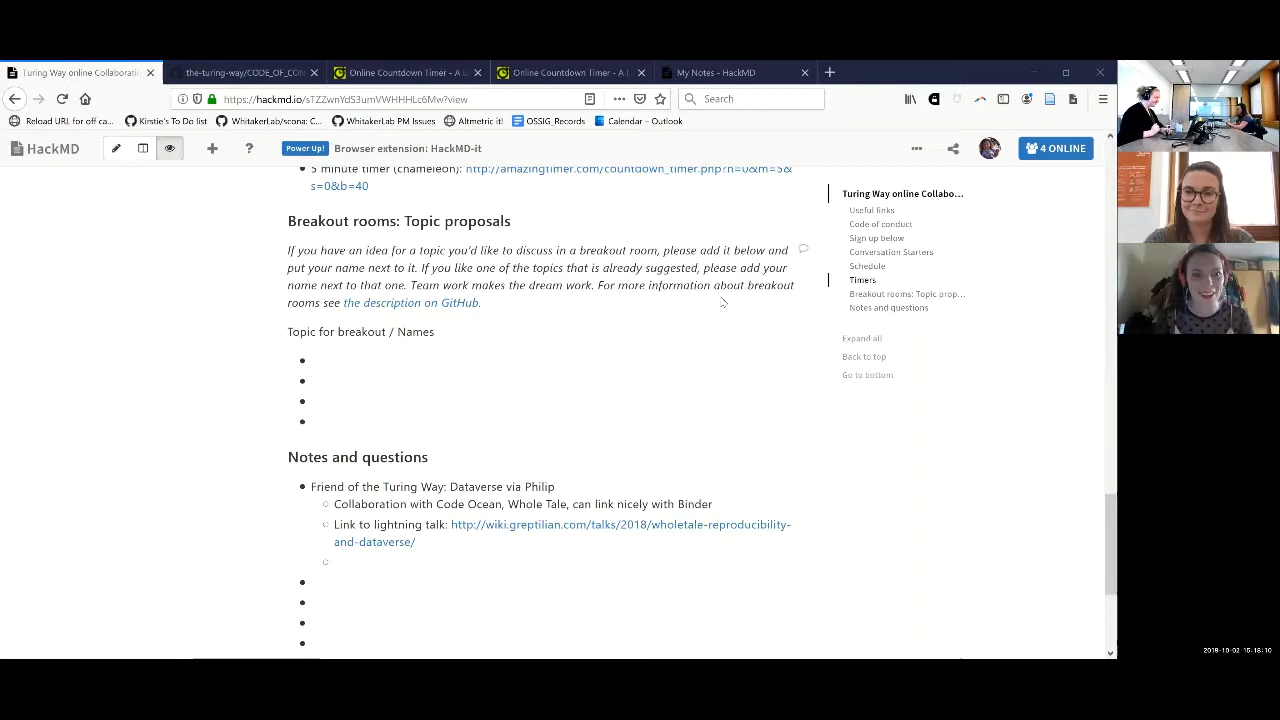 Turing Way online Collaboratio
the-turing-way/CODE_OF_CON
Online Countdown Timer - A L
Online Countdown Timer - A L
My Notes - HackMD
https://hackmd.io/sTZZwnYdS3umVWHHHLc6Mw?view
Search
Reload URL for off ca...
Kirstie's To Do list
WhitakerLab/scona: C...
WhitakerLab PM Issues
Altmetric it!
OSSIG_Records
Calendar – Outlook
HackMD
Power Up!
Browser extension: HackMD-it
4 ONLINE
5 minute timer (chameleon): http://amazingtimer.com/countdown_timer.php?h=0&m=5&
s=0&b=40
Breakout rooms: Topic proposals
If you have an idea for a topic you'd like to discuss in a breakout room, please add it below and
put your name next to it. If you like one of the topics that is already suggested, please add your
name next to that one. Team work makes the dream work. For more information about breakout
rooms see the description on GitHub.
Topic for breakout / Names
Notes and questions
Friend of the Turing Way: Dataverse via Philip
Collaboration with Code Ocean, Whole Tale, can link nicely with Binder
Link to lightning talk: http://wiki.greptilian.com/talks/2018/wholetale-reproducibility-
and-dataverse/
Turing Way online Collabo...
Useful links
Code of conduct
Sign up below
Conversation Starters
Schedule
Timers
Breakout rooms: Topic prop...
Notes and questions
Expand all
Back to top
Go to bottom
2019-10-02 15:18:10